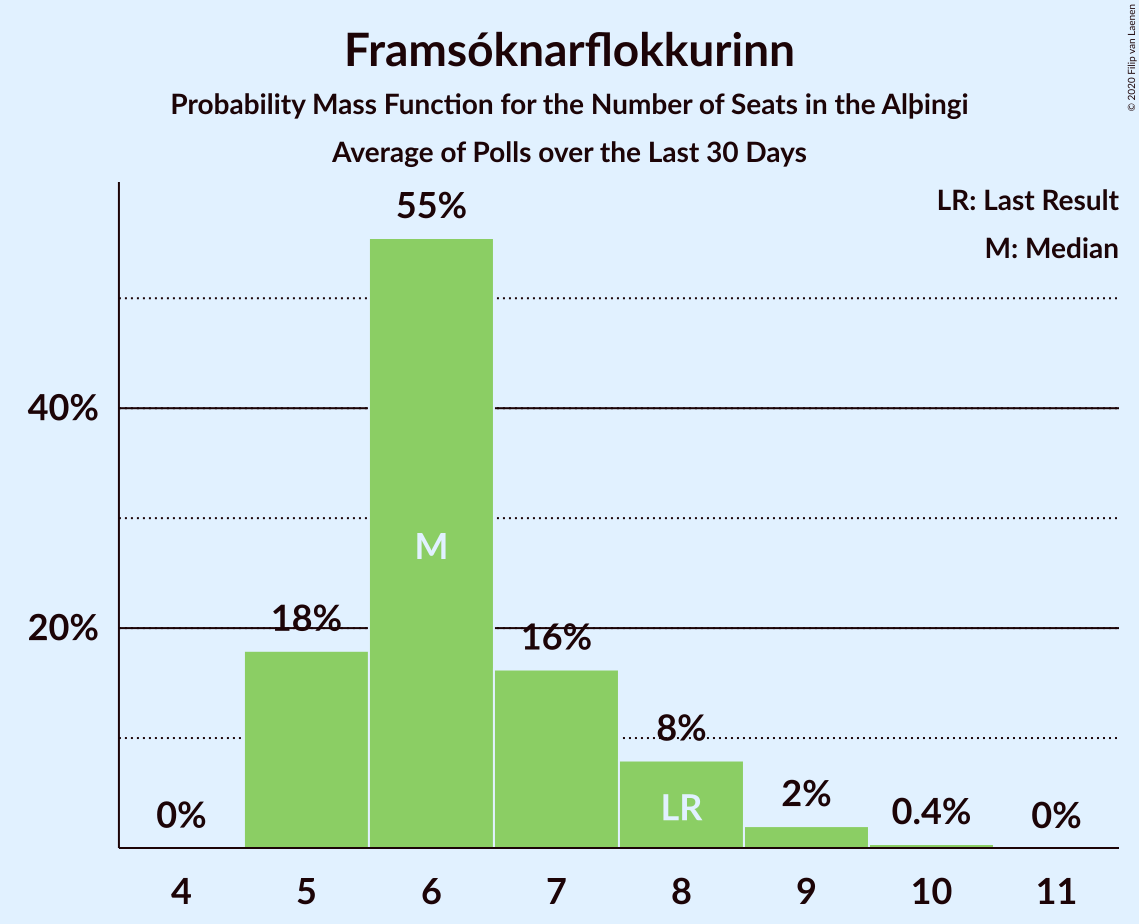 Framsóknarflokkurinn
Probability Mass Function for the Number of Seats in the Alþingi
Average of Polls over the Last 30 Days
© 2020 Filip van Laenen
LR: Last Result
M: Median
55%
40%
M
18%
20%
16%
8%
LR
2%
0.4%
0%
0%
4 5 6 7 8 9 10 11